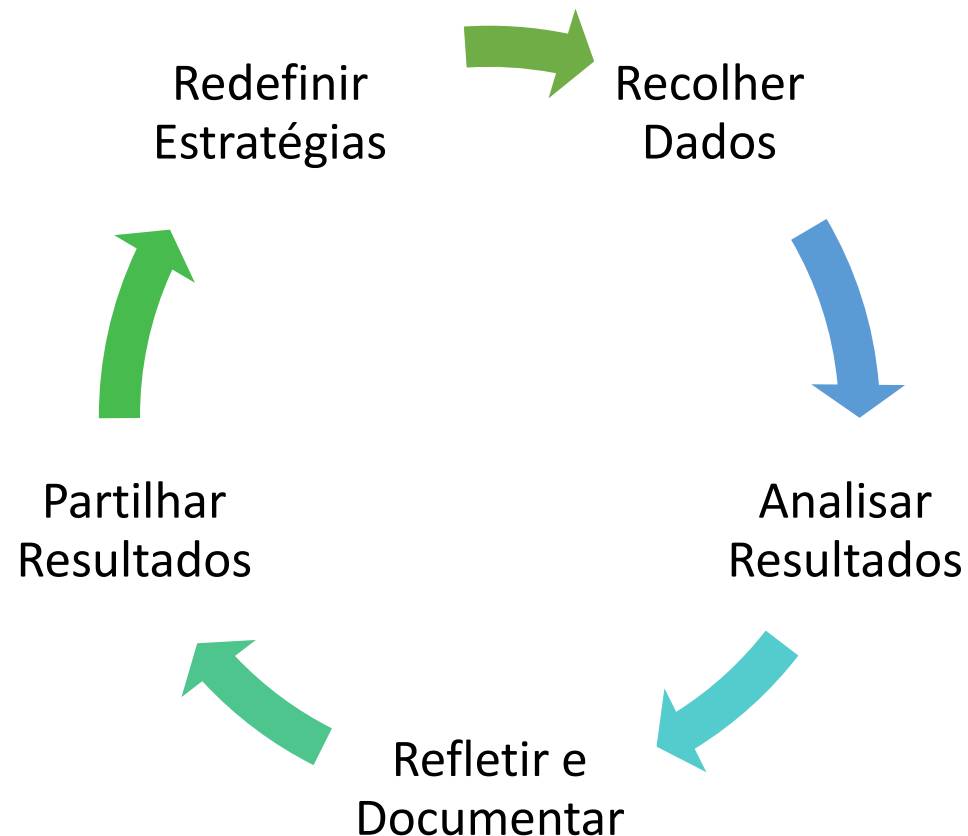 Redefinir
Estratégias
Recolher
Dados
Analisar
Resultados
Refletir e
Documentar
Partilhar
Resultados